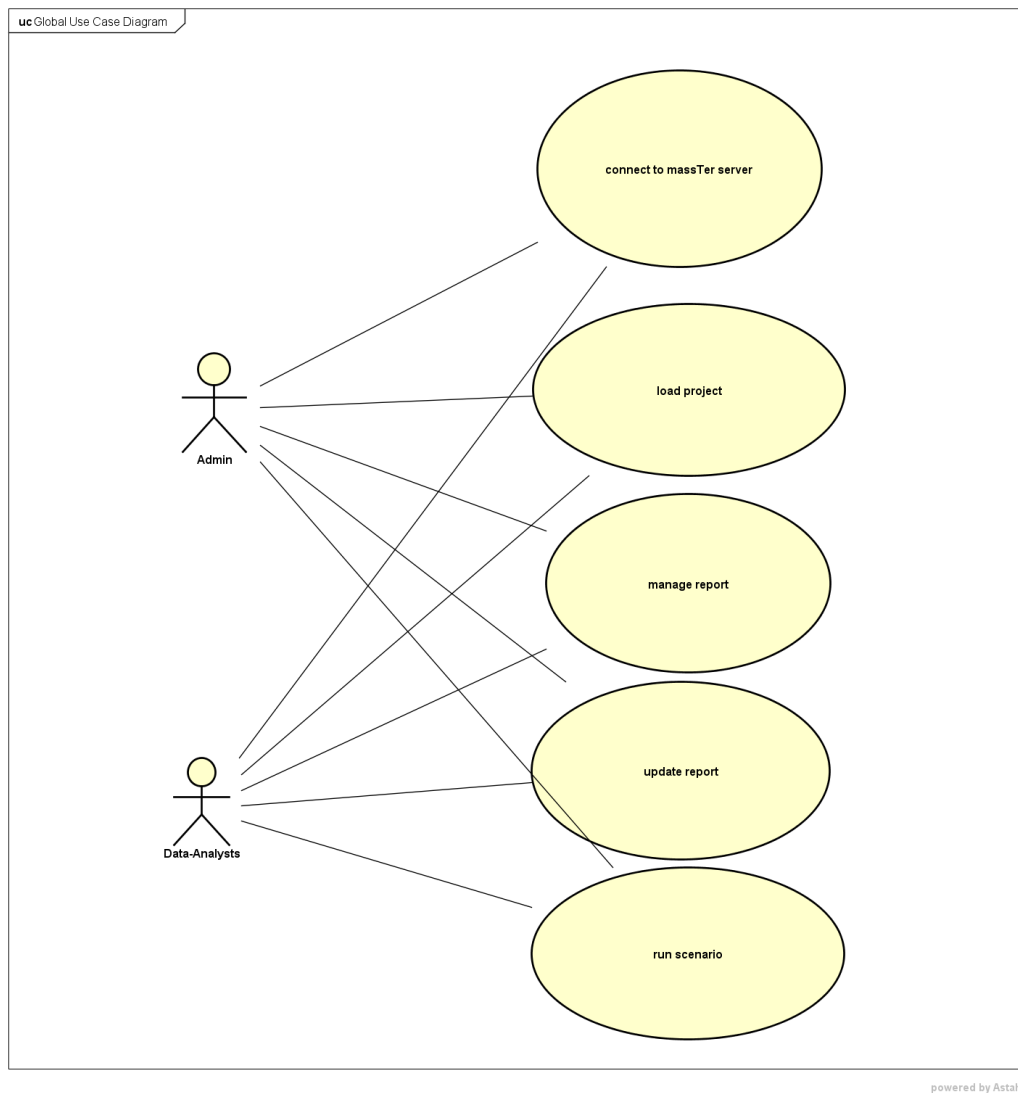 uc Global Use Case Diagram
connect to massTer server
load project
Admin
manage report
update report
Data-Analysts
run scenario
powered by Astah